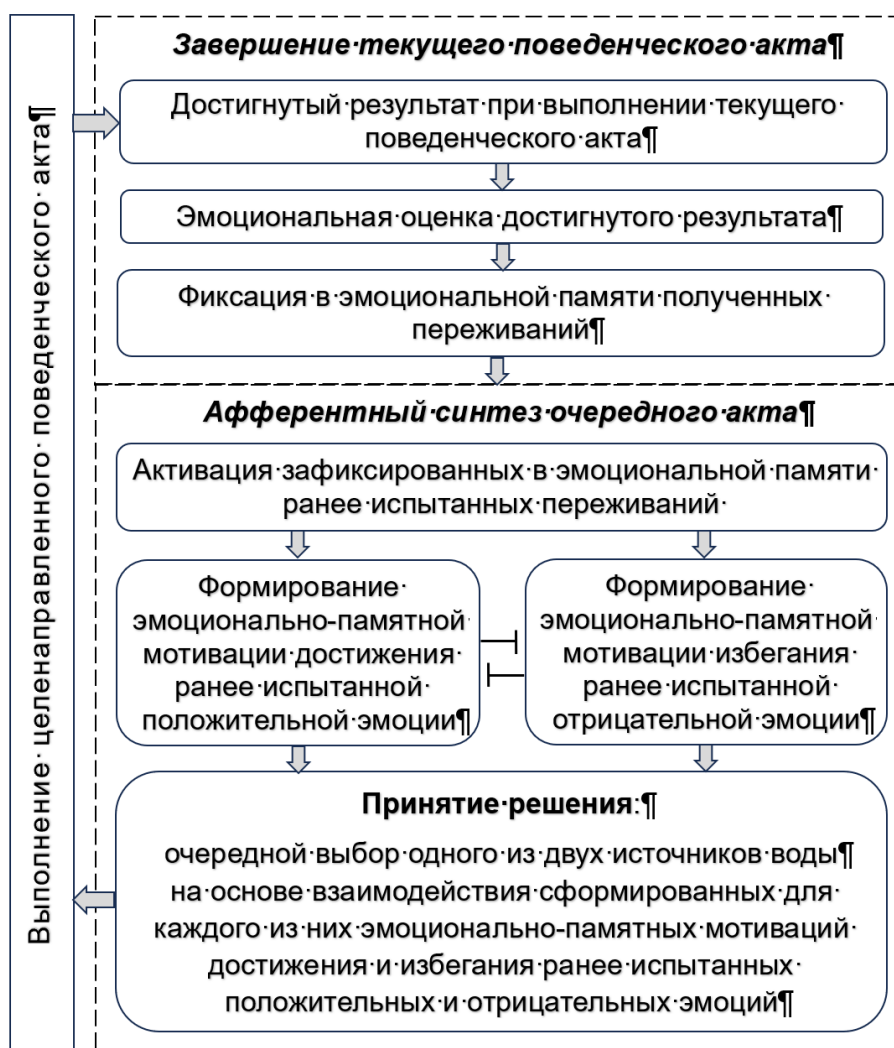 Выполнение целенаправленного поведенческого акта¶
Завершение·текущего·поведенческого·акта¶
Достигнутый·результат·при·выполнении·текущего·
поведенческого·акта¶
Эмоциональная·оценка·достигнутого·результата¶
Фиксация·в·эмоциональной·памяти·полученных·
переживаний¶
Афферентный·синтез·очередного·акта¶
Активация·зафиксированных·в·эмоциональной·памяти·
ранее·испытанных·переживаний·
Формирование·
эмоционально-памятной·
мотивации·достижения·
ранее·испытанной·
положительной·эмоции¶
Формирование·
эмоционально-памятной·
мотивации·избегания·
ранее·испытанной·
отрицательной·эмоции¶
Принятие·решения:¶
очередной·выбор·одного·из·двух·источников·воды¶
на·основе·взаимодействия·сформированных·для·
каждого·из·них·эмоционально-памятных·мотиваций·
достижения·и·избегания·ранее·испытанных·
положительных·и·отрицательных·эмоций¶